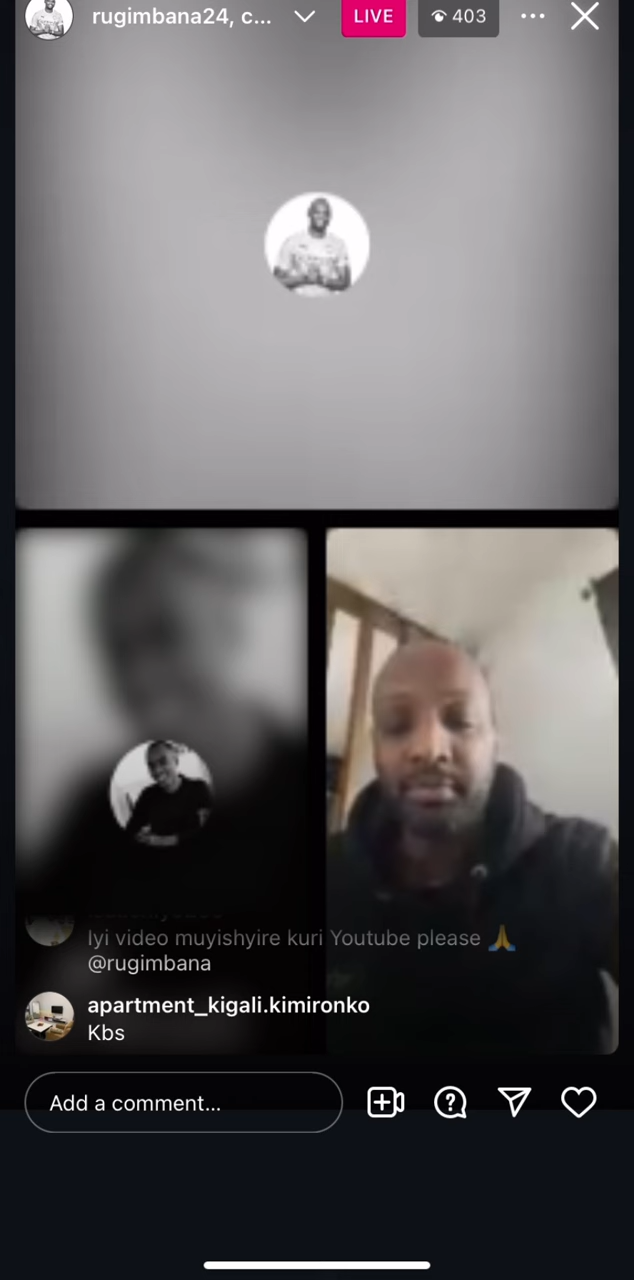 rugimbana24, c...
LIVE
403
Iyi video muyishyire kuri Youtube please 🙏
@rugimbana
apartment_kigali.kimironko
Kbs
Add a comment...